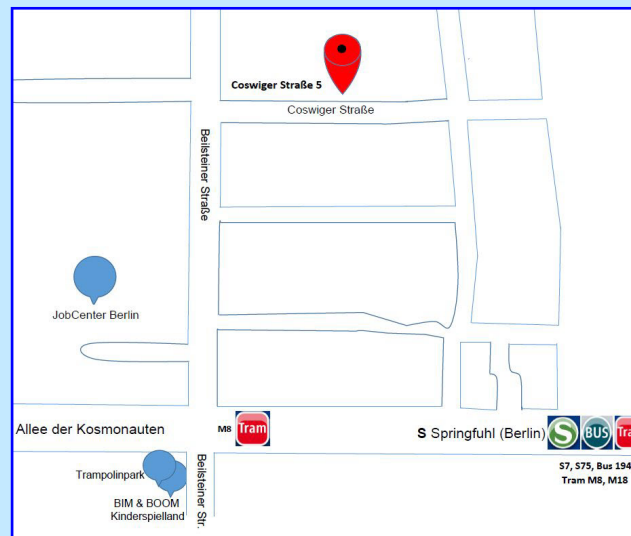 Coswiger Straße 5
Coswiger Straße
Beilsteiner Straße
JobCenter Berlin
Allee der Kosmonauten
M8
Tram
S Springfuhl (Berlin)
S
BUS
Tra
S7, S75, Bus 194
Tram M8, M18
Trampolinpark
BIM & BOOM
Kinderspielland
Beilsteiner Str.